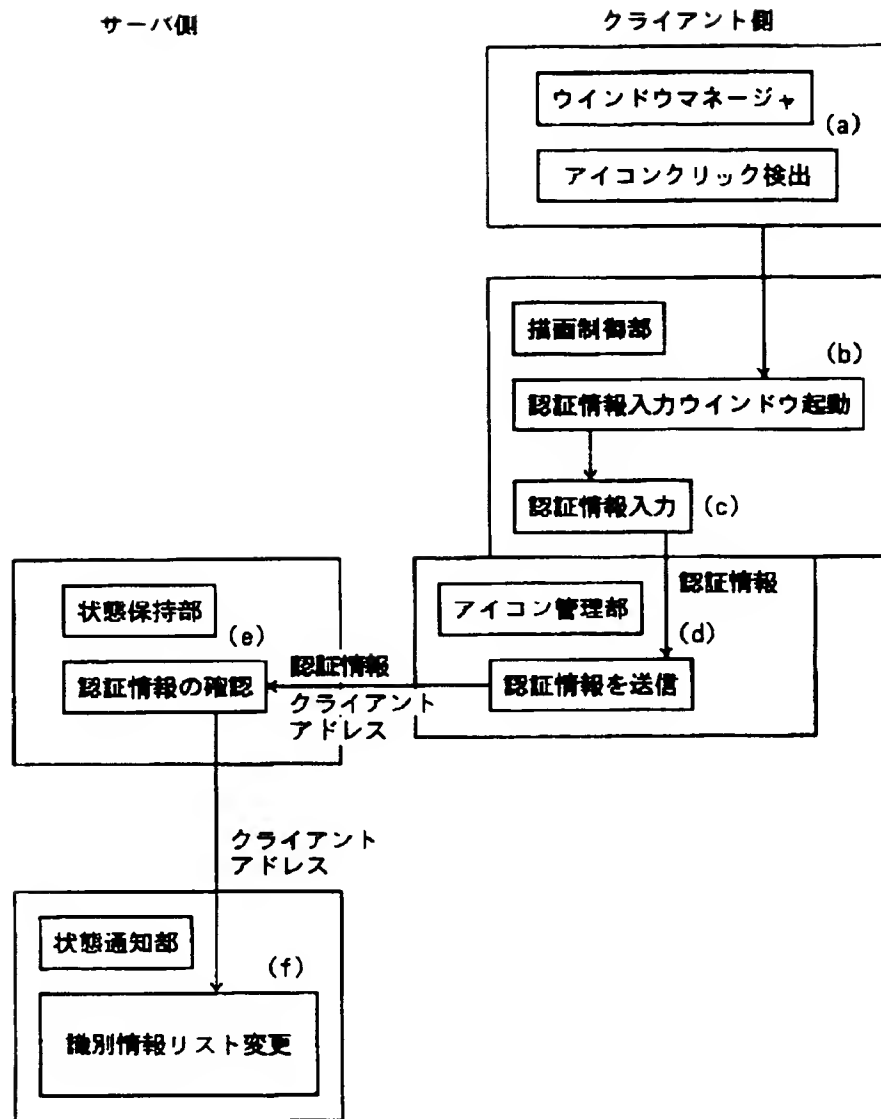 サーバ側
クライアント側
ウインドウマネージャ
(a)
アイコンクリック検出
描画制御部
(b)
認証情報入力ウインドウ起動
認証情報入力
(c)
認証情報
状態保持部
アイコン管理部
(e)
(d)
認証情報
認証情報の確認
認証情報を送信
クライアント
アドレス
クライアント
アドレス
状態通知部
(f)
識別情報リスト変更